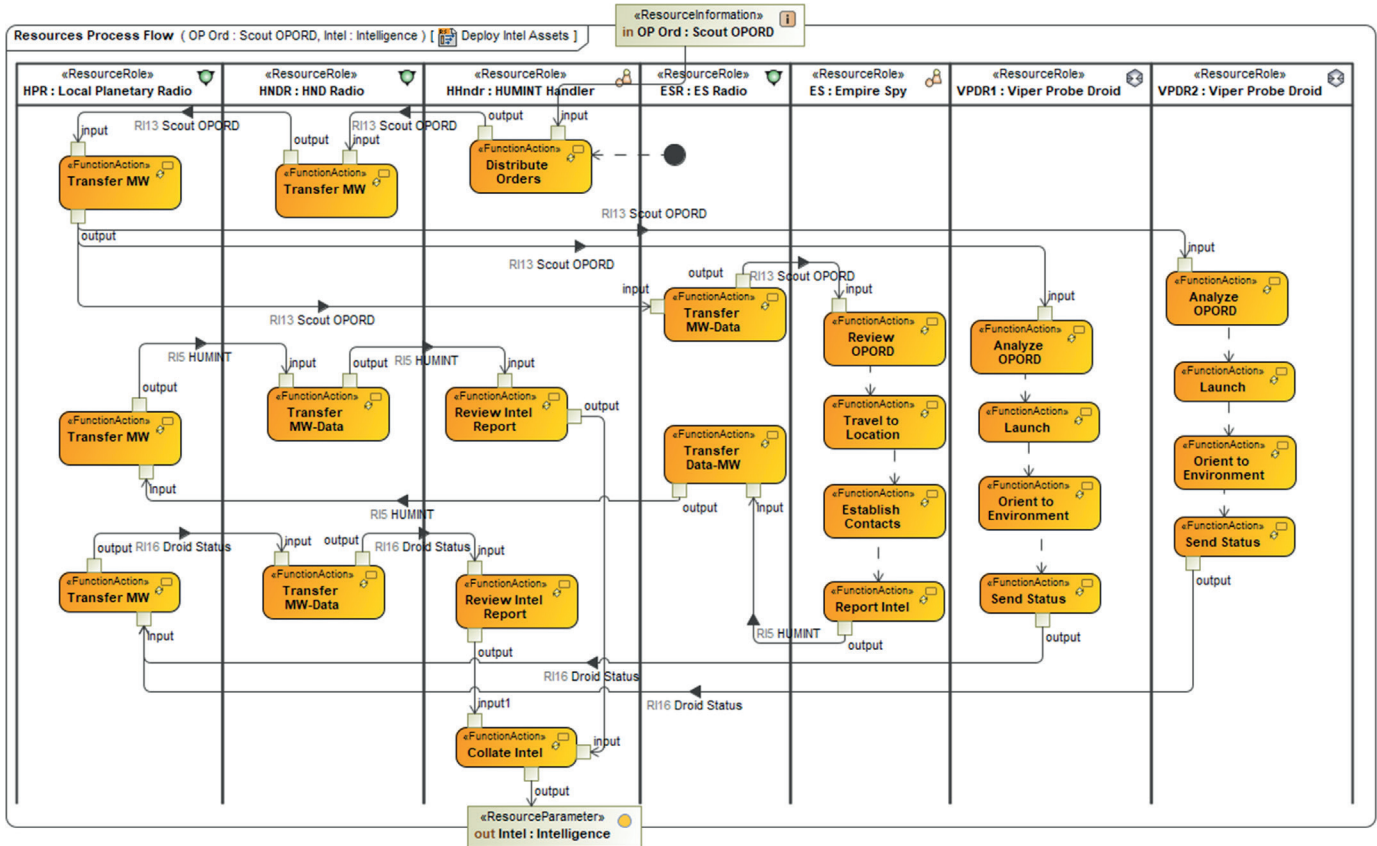 «ResourceInformation»
in OP Ord : Scout OPORD
Resources Process Flow ( OP Ord : Scout OPORD, Intel : Intelligence ) [ Deploy Intel Assets ]
«ResourceRole»
HPR : Local Planetary Radio
«ResourceRole»
HNDR : HND Radio
«ResourceRole»
HHndr : HUMINT Handler
«ResourceRole»
ESR : ES Radio
«ResourceRole»
ES : Empire Spy
«ResourceRole»
VPDR1 : Viper Probe Droid
«ResourceRole»
VPDR2 : Viper Probe Droid
input
RI13 Scout OPORD
output
RI13 Scout OPORD
input
output
input
«FunctionAction»
Transfer MW
«FunctionAction»
Transfer MW
«FunctionAction»
Distribute
Orders
output
RI13 Scout OPORD
RI13 Scout OPORD
RI13 Scout OPORD
input
output
RI13 Scout OPORD
input
input
input
«FunctionAction»
Transfer
MW-Data
«FunctionAction»
Review
OPORD
«FunctionAction»
Analyze
OPORD
«FunctionAction»
Analyze
OPORD
RI5 HUMINT
output
input
output
RI5 HUMINT
input
output
«FunctionAction»
Transfer MW
«FunctionAction»
Transfer
MW-Data
«FunctionAction»
Review Intel
Report
«FunctionAction»
Transfer
Data-MW
«FunctionAction»
Travel to
Location
«FunctionAction»
Launch
«FunctionAction»
Launch
input
RI5 HUMINT
output
input
«FunctionAction»
Establish
Contacts
«FunctionAction»
Orient to
Environment
«FunctionAction»
Orient to
Environment
output
RI16 Droid Status
input
output
RI16 Droid Status
input
«FunctionAction»
Transfer MW
«FunctionAction»
Transfer
MW-Data
«FunctionAction»
Review Intel
Report
«FunctionAction»
Report Intel
«FunctionAction»
Send Status
«FunctionAction»
Send Status
input
output
RI5 HUMINT
output
output
output
RI16 Droid Status
RI16 Droid Status
input1
input
«FunctionAction»
Collate Intel
output
«ResourceParameter»
out Intel : Intelligence